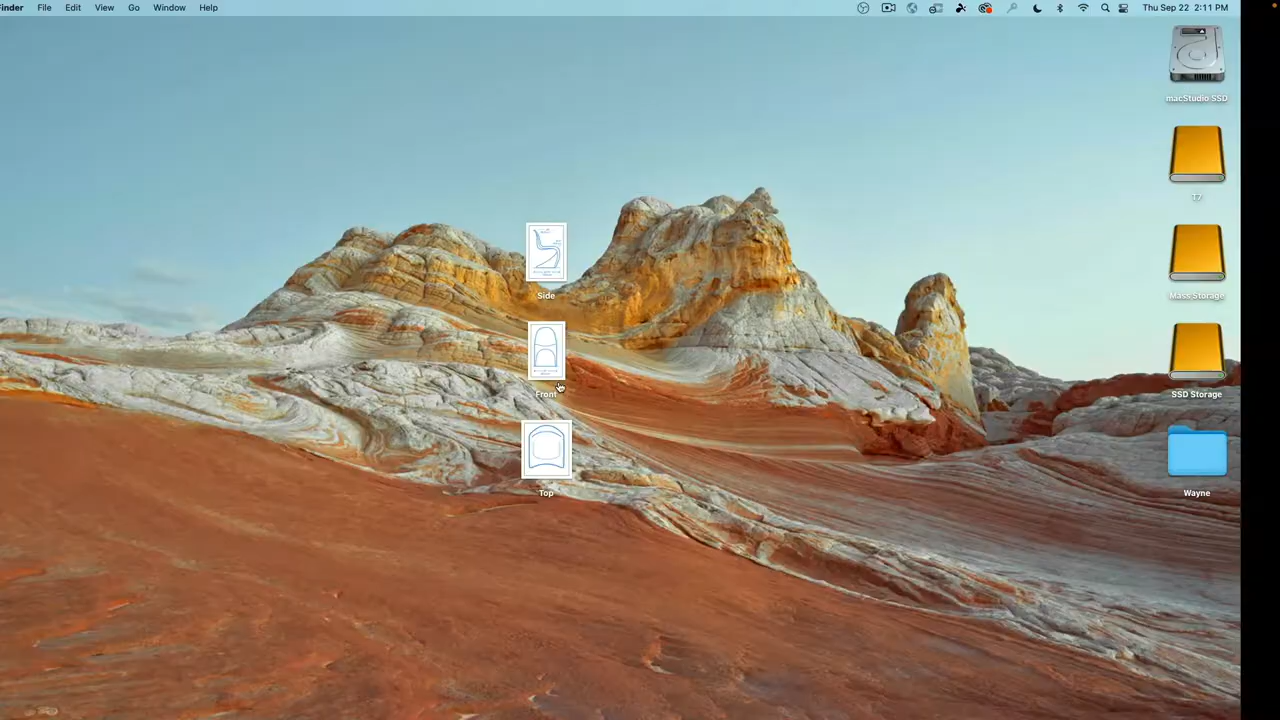 Finder File Edit View Go Window Help Thu Sep 22 2:11 PM
macStudio SSD
T7
Side
Mass Storage
Front
SSD Storage
Top
Wayne